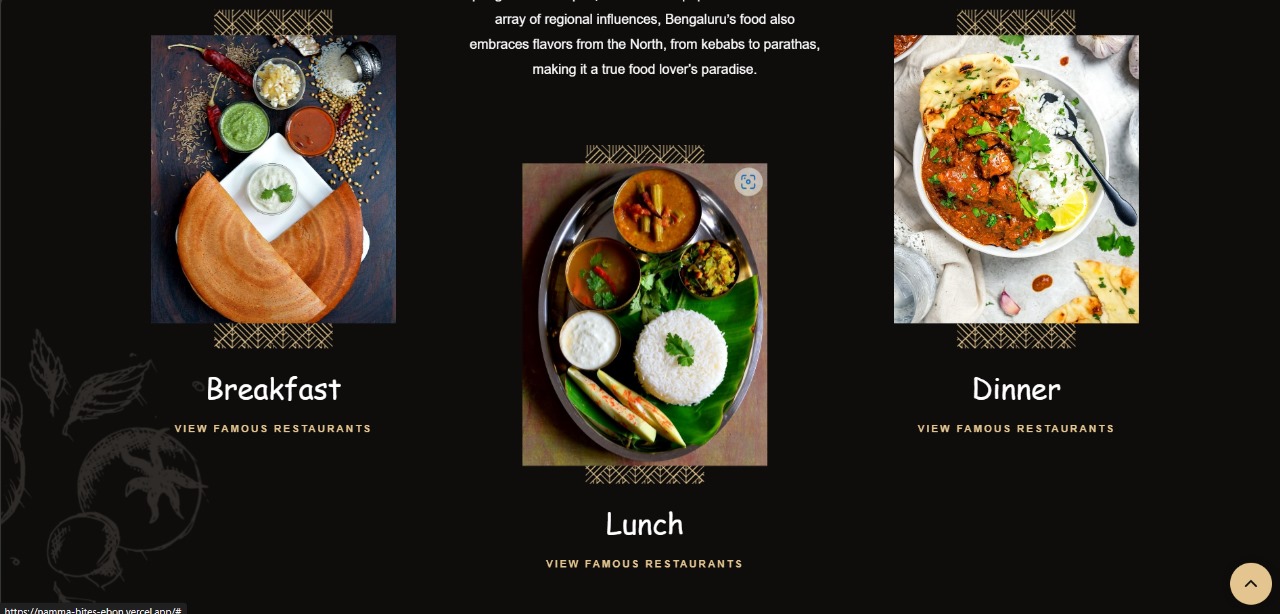 array of regional influences, Bengaluru's food also
embraces flavors from the North, from kebabs to parathas,
making it a true food lover's paradise.
Breakfast
VIEW FAMOUS RESTAURANTS
Lunch
VIEW FAMOUS RESTAURANTS
Dinner
VIEW FAMOUS RESTAURANTS
https://namma-bites-ebon.vercel.app/#